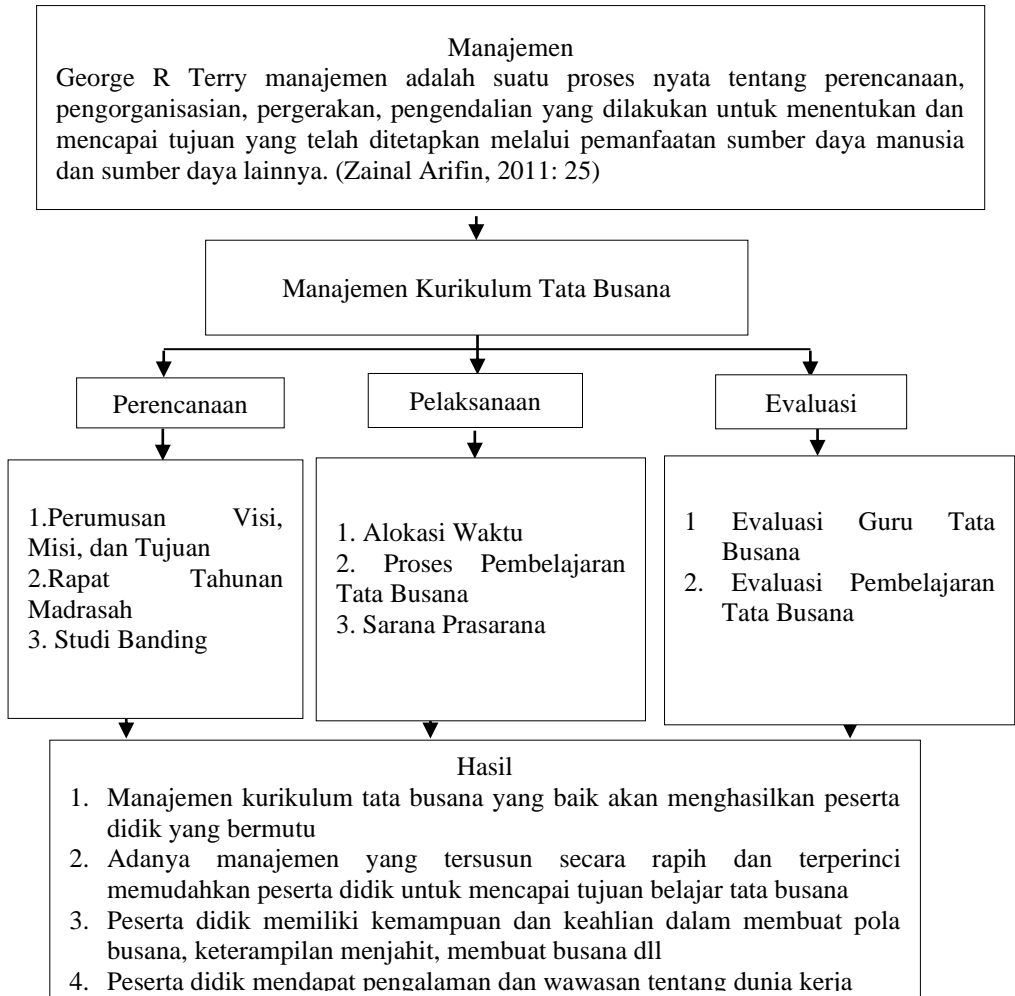 Manajemen
George R Terry manajemen adalah suatu proses nyata tentang perencanaan,
pengorganisasian, pergerakan, pengendalian yang dilakukan untuk menentukan dan
mencapai tujuan yang telah ditetapkan melalui pemanfaatan sumber daya manusia
dan sumber daya lainnya. (Zainal Arifin, 2011: 25)
Manajemen Kurikulum Tata Busana
Perencanaan
Pelaksanaan
Evaluasi
1.Perumusan Visi,
Misi, dan Tujuan
2.Rapat Tahunan
Madrasah
3. Studi Banding
1. Alokasi Waktu
2. Proses Pembelajaran
Tata Busana
3. Sarana Prasarana
1 Evaluasi Guru Tata
Busana
2. Evaluasi Pembelajaran
Tata Busana
Hasil
1. Manajemen kurikulum tata busana yang baik akan menghasilkan peserta
didik yang bermutu
2. Adanya manajemen yang tersusun secara rapih dan terperinci
memudahkan peserta didik untuk mencapai tujuan belajar tata busana
3. Peserta didik memiliki kemampuan dan keahlian dalam membuat pola
busana, keterampilan menjahit, membuat busana dll
4. Peserta didik mendapat pengalaman dan wawasan tentang dunia kerja